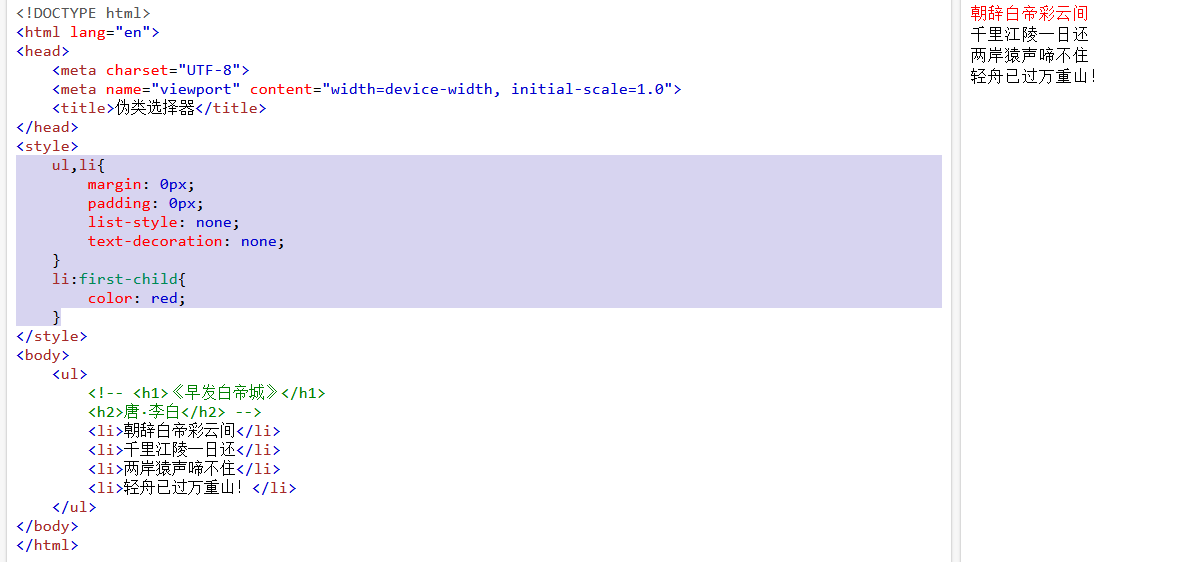 <!DOCTYPE html>
<html lang="en">
<head>
    <meta charset="UTF-8">
    <meta name="viewport" content="width=device-width, initial-scale=1.0">
    <title>伪类选择器</title>
</head>
<style>
    ul,li{
        margin: 0px;
        padding: 0px;
        list-style: none;
        text-decoration: none;
    }
    li:first-child{
        color: red;
    }
</style>
<body>
    <ul>
        <!-- <h1>《早发白帝城》</h1>
        <h2>唐·李白</h2> -->
        <li>朝辞白帝彩云间</li>
        <li>千里江陵一日还</li>
        <li>两岸猿声啼不住</li>
        <li>轻舟已过万重山！</li>
    </ul>
</body>
</html>
朝辞白帝彩云间
千里江陵一日还
两岸猿声啼不住
轻舟已过万重山！